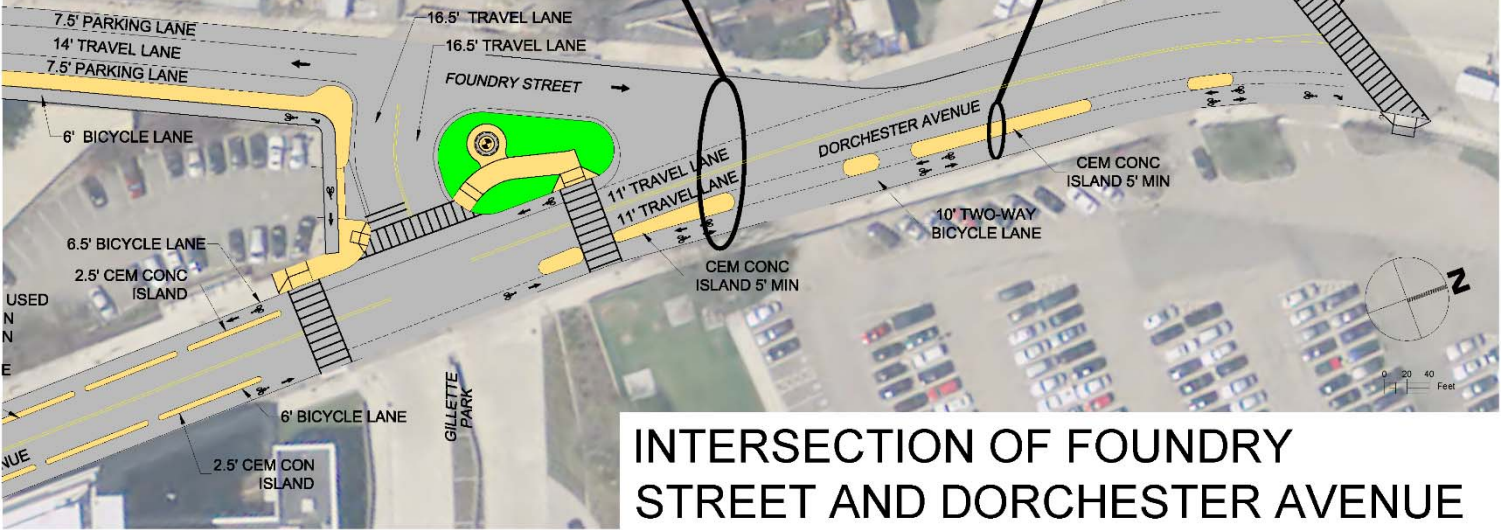 7.5' PARKING LANE
14' TRAVEL LANE
7.5' PARKING LANE
6' BICYCLE LANE
16.5' TRAVEL LANE
16.5' TRAVEL LANE
FOUNDRY STREET
DORCHESTER AVENUE
11' TRAVEL LANE
11' TRAVEL LANE
CEM CONC
ISLAND 5' MIN
10' TWO-WAY
BICYCLE LANE
CEM CONC
ISLAND 5' MIN
6.5' BICYCLE LANE
2.5' CEM CONC
ISLAND
USED
N
N
E
6' BICYCLE LANE
2.5' CEM CON
ISLAND
NUE
GILLETTE
PARK
N
0 20 40
Feet
INTERSECTION OF FOUNDRY
STREET AND DORCHESTER AVENUE